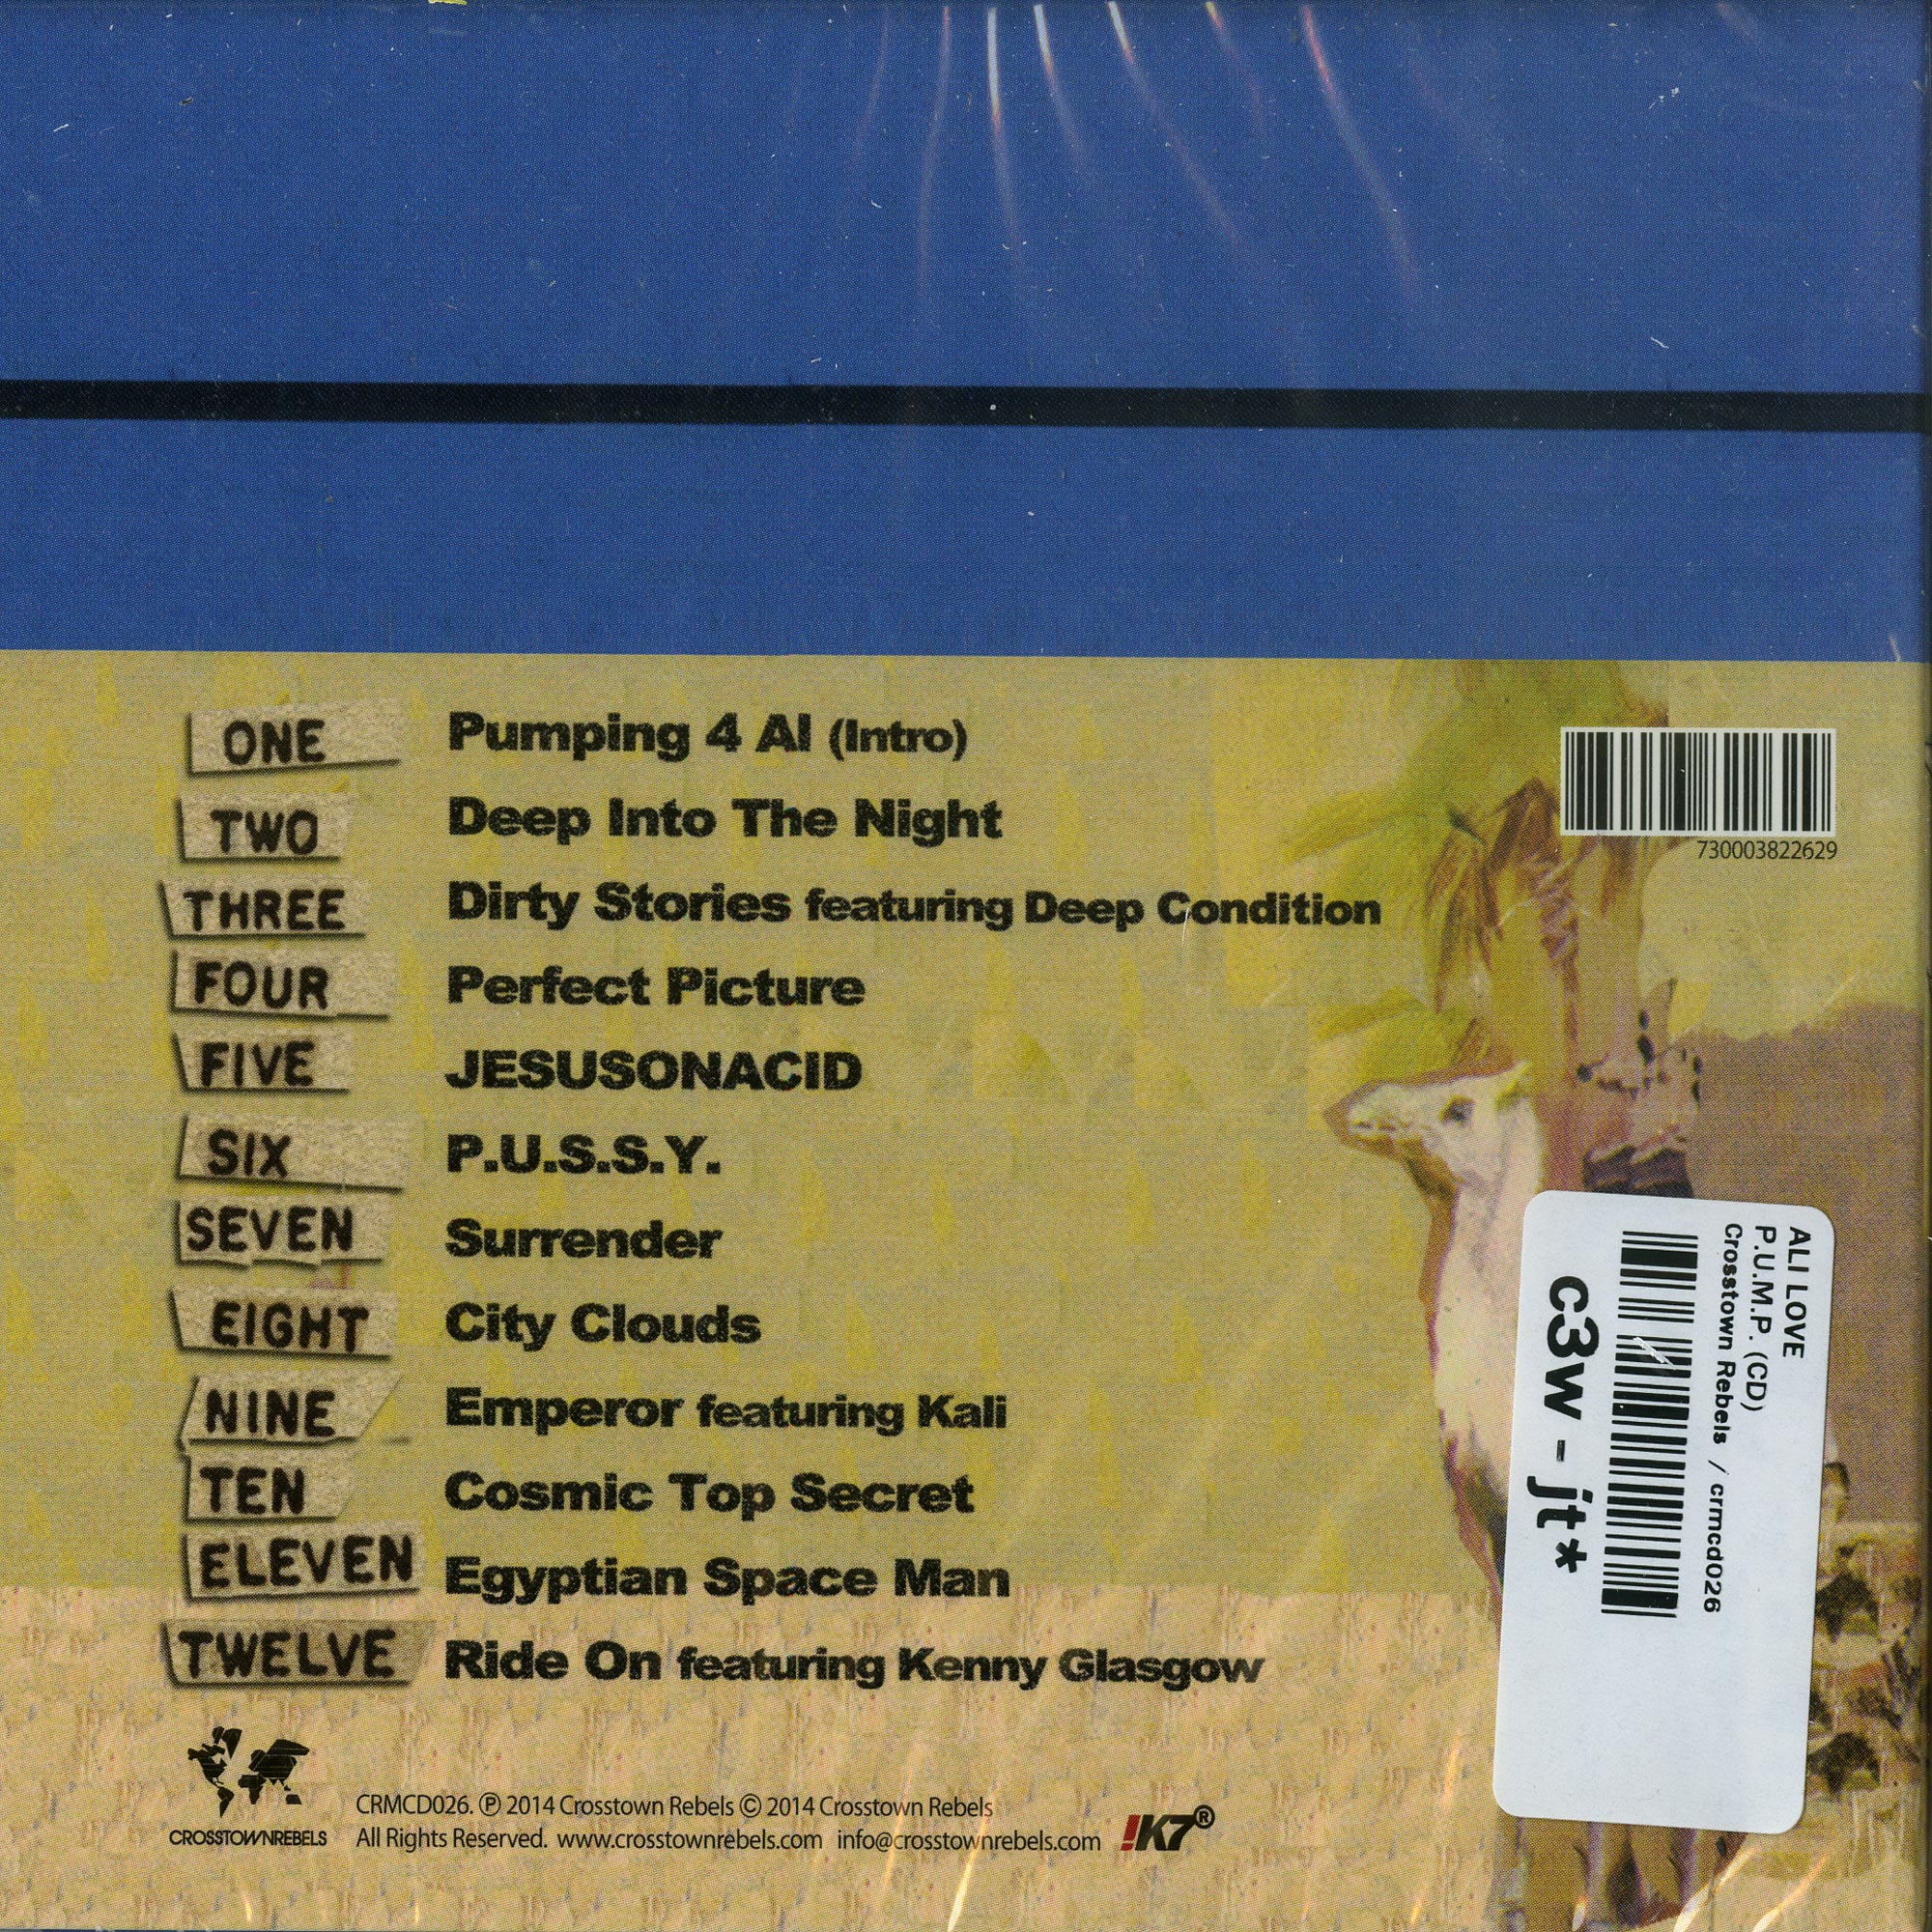 ONE Pumping 4 Al (Intro)
TWO Deep Into The Night
THREE Dirty Stories featuring Deep Condition
FOUR Perfect Picture
FIVE JESUSONACID
SIX P.U.S.S.Y.
SEVEN Surrender
EIGHT City Clouds
NINE Emperor featuring Kali
TEN Cosmic Top Secret
ELEVEN Egyptian Space Man
TWELVE Ride On featuring Kenny Glasgow
730003822629
ALI LOVE
P.U.M.P. (CD)
Crosstown Rebels / crmcd026
c3w - jt*
CROSSTOWNREBELS
CRMCD026. ℗ 2014 Crosstown Rebels © 2014 Crosstown Rebels
All Rights Reserved. www.crosstownrebels.com info@crosstownrebels.com
!K7®